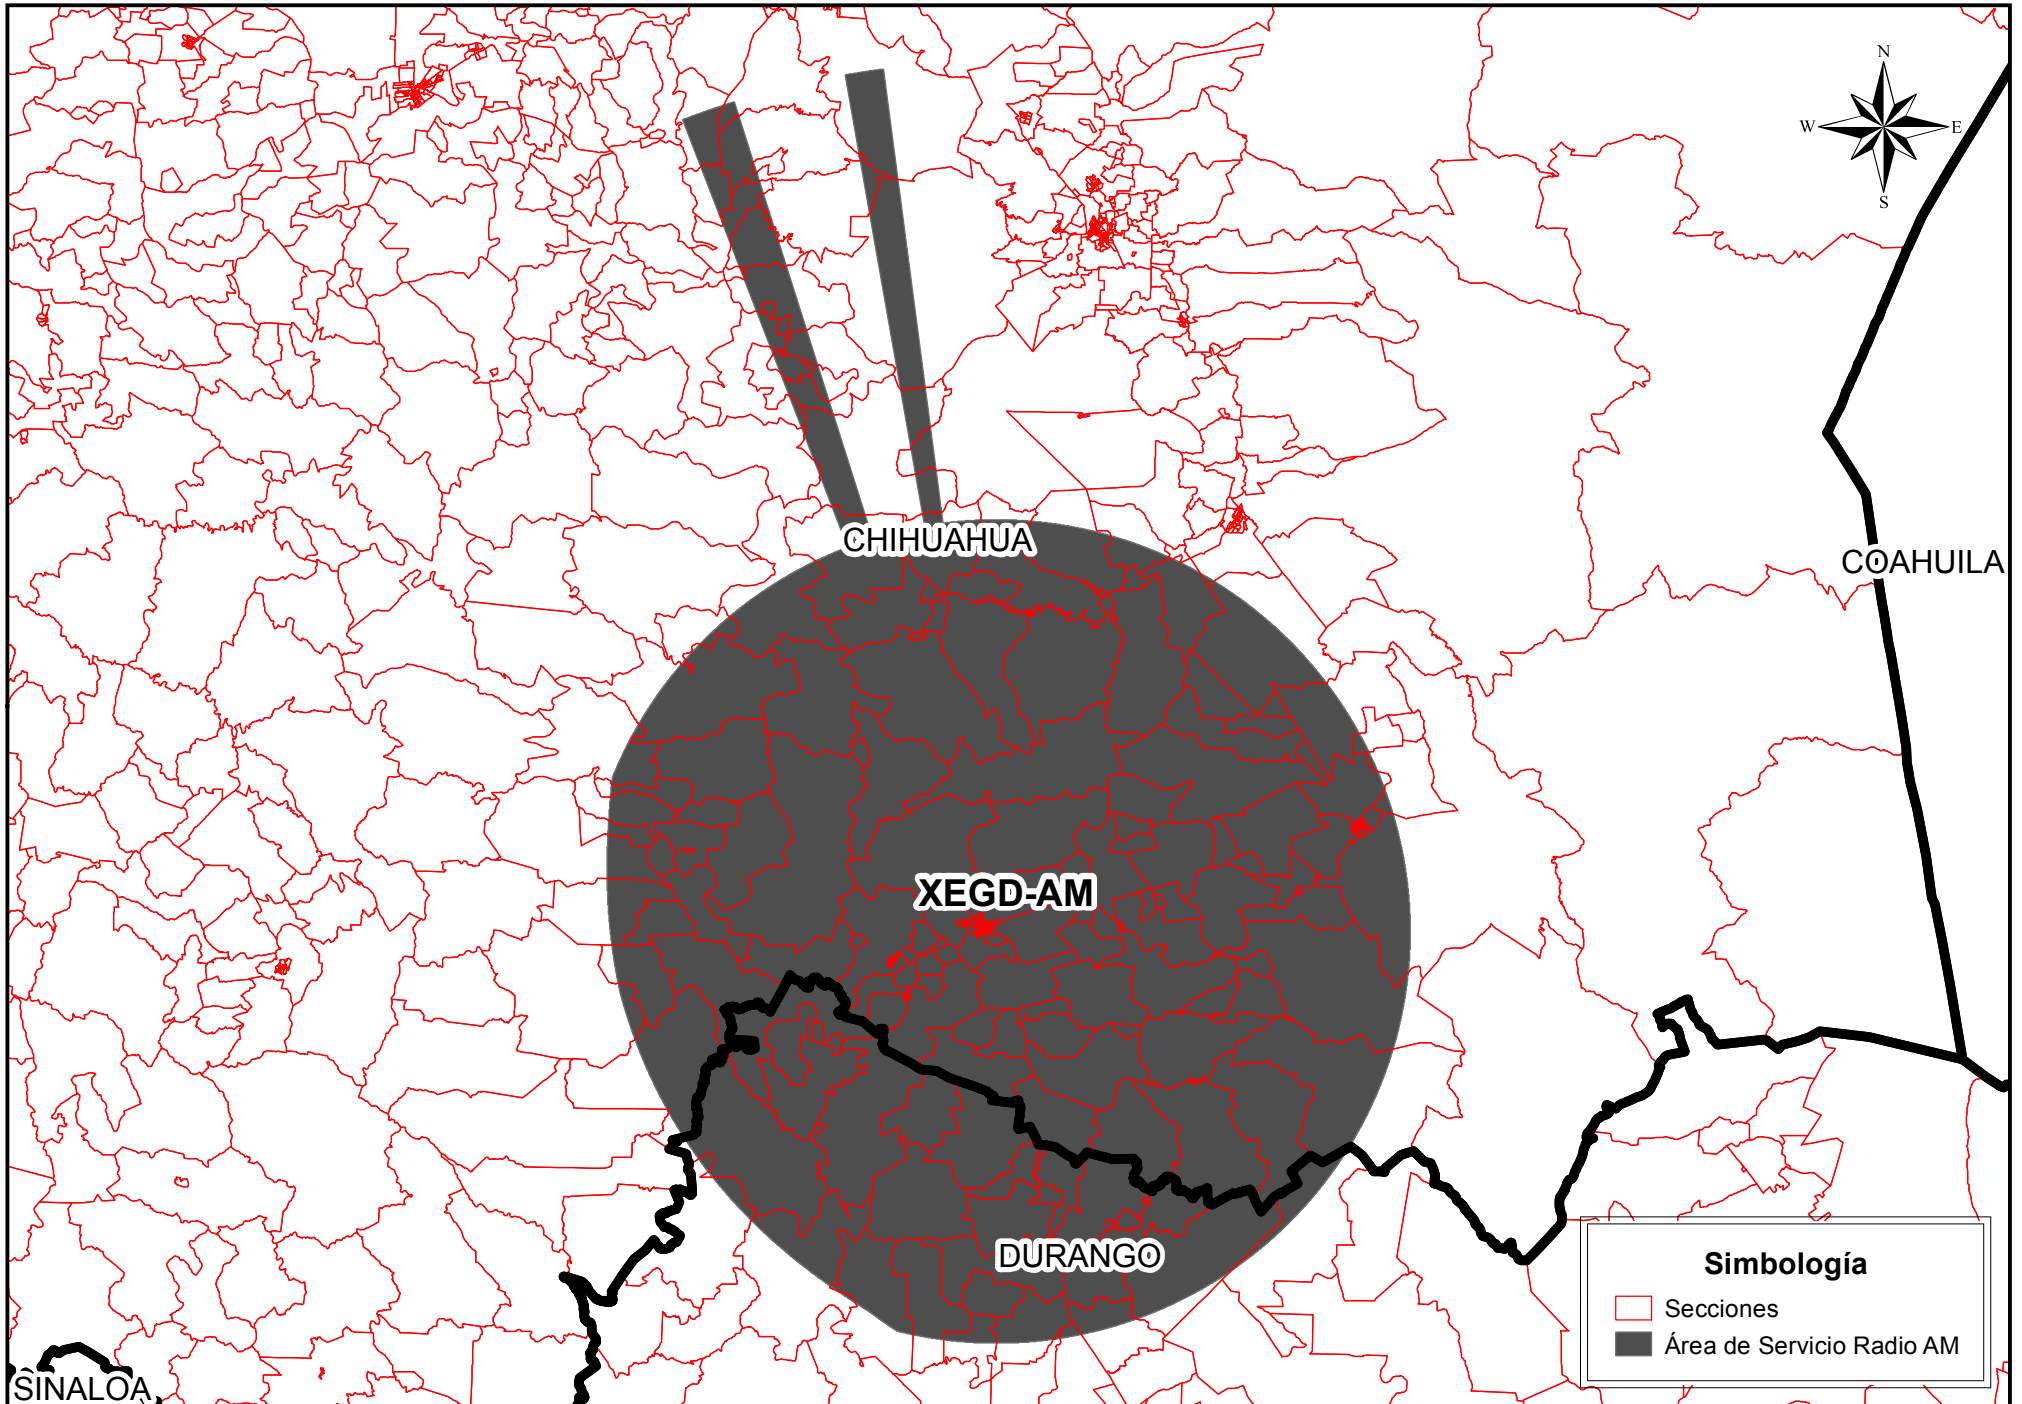 N
W E
S
CHIHUAHUA
COAHUILA
XEGD-AM
DURANGO
SINALOA
Simbología
Secciones
Área de Servicio Radio AM